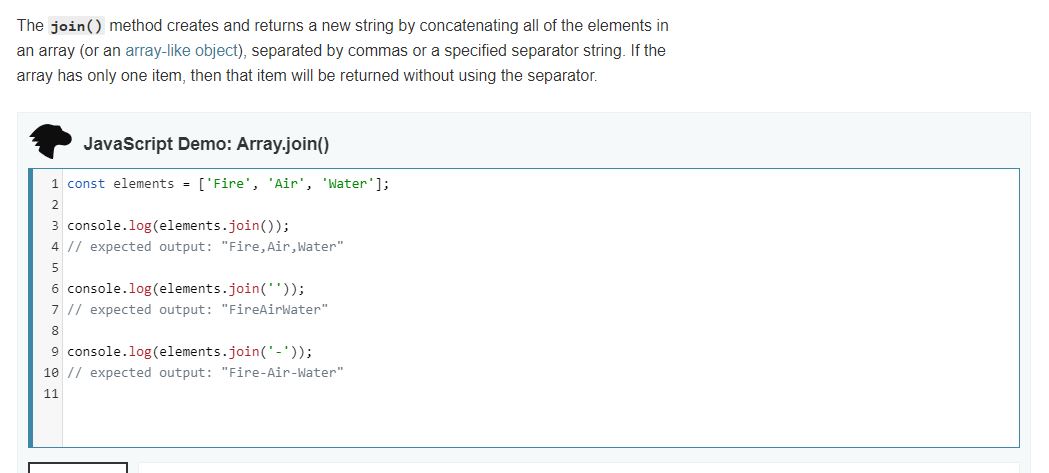 The join() method creates and returns a new string by concatenating all of the elements in
an array (or an array-like object), separated by commas or a specified separator string. If the
array has only one item, then that item will be returned without using the separator.
JavaScript Demo: Array.join()
1 const elements = ['Fire', 'Air', 'Water'];
2
3 console.log(elements.join());
4 // expected output: "Fire,Air,Water"
5
6 console.log(elements.join(''));
7 // expected output: "FireAirWater"
8
9 console.log(elements.join('-'));
10 // expected output: "Fire-Air-Water"
11